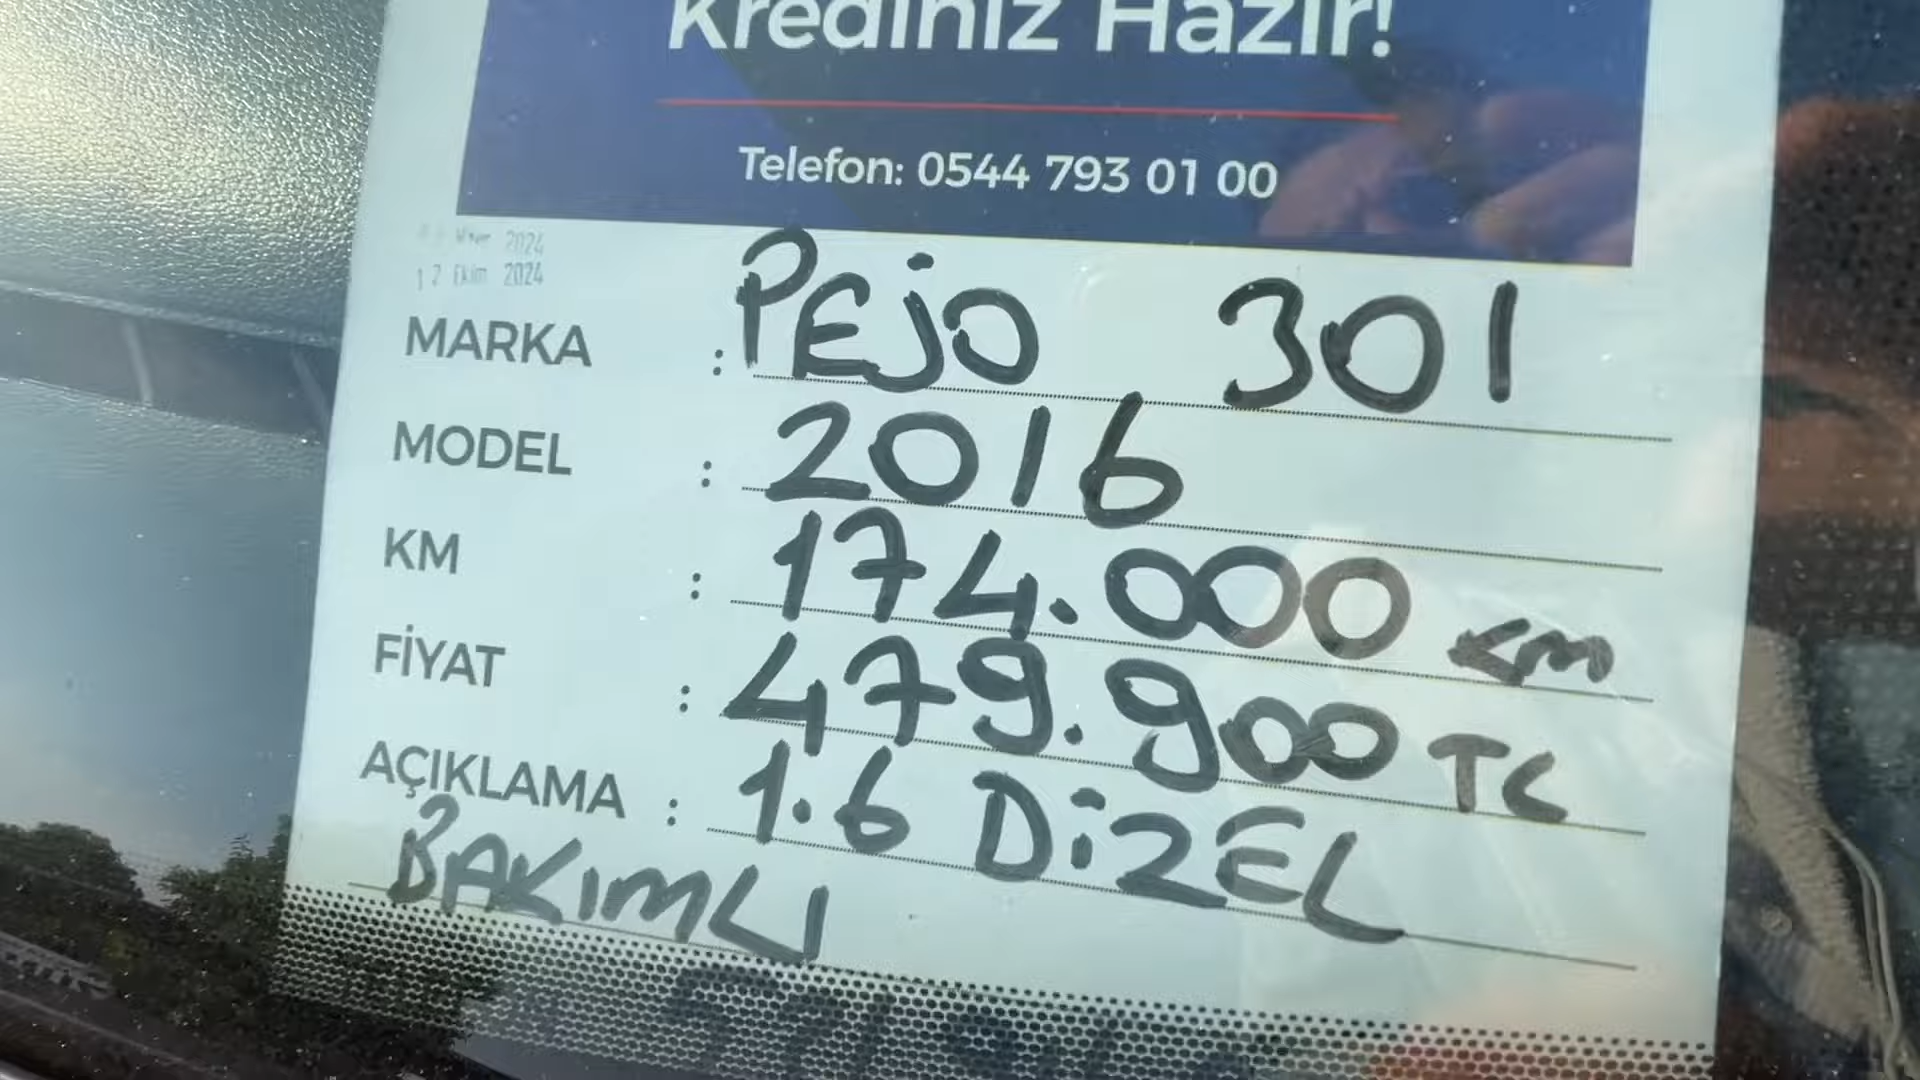 Krediniz Hazır!
Telefon: 0544 793 01 00
2024
17 Ekim 2024
MARKA : PEJO 301
MODEL : 2016
KM : 174.000 KM
FİYAT : 479.900 TL
AÇIKLAMA : 1.6 DİZEL
BAKIMLI